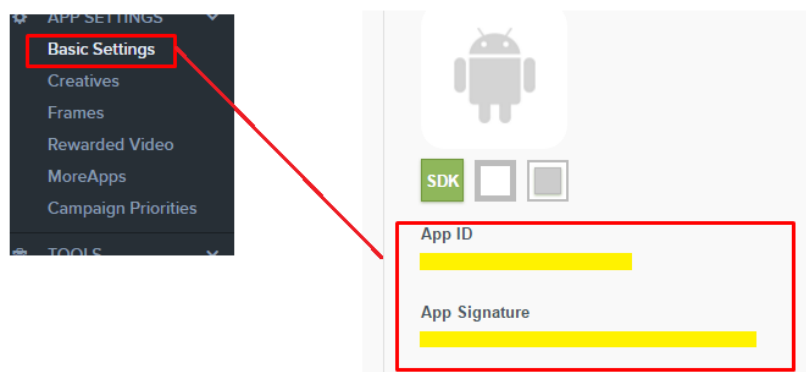 APP SETTINGS
Basic Settings
Creatives
Frames
Rewarded Video
MoreApps
Campaign Priorities
TOOLS
SDK
App ID
App Signature